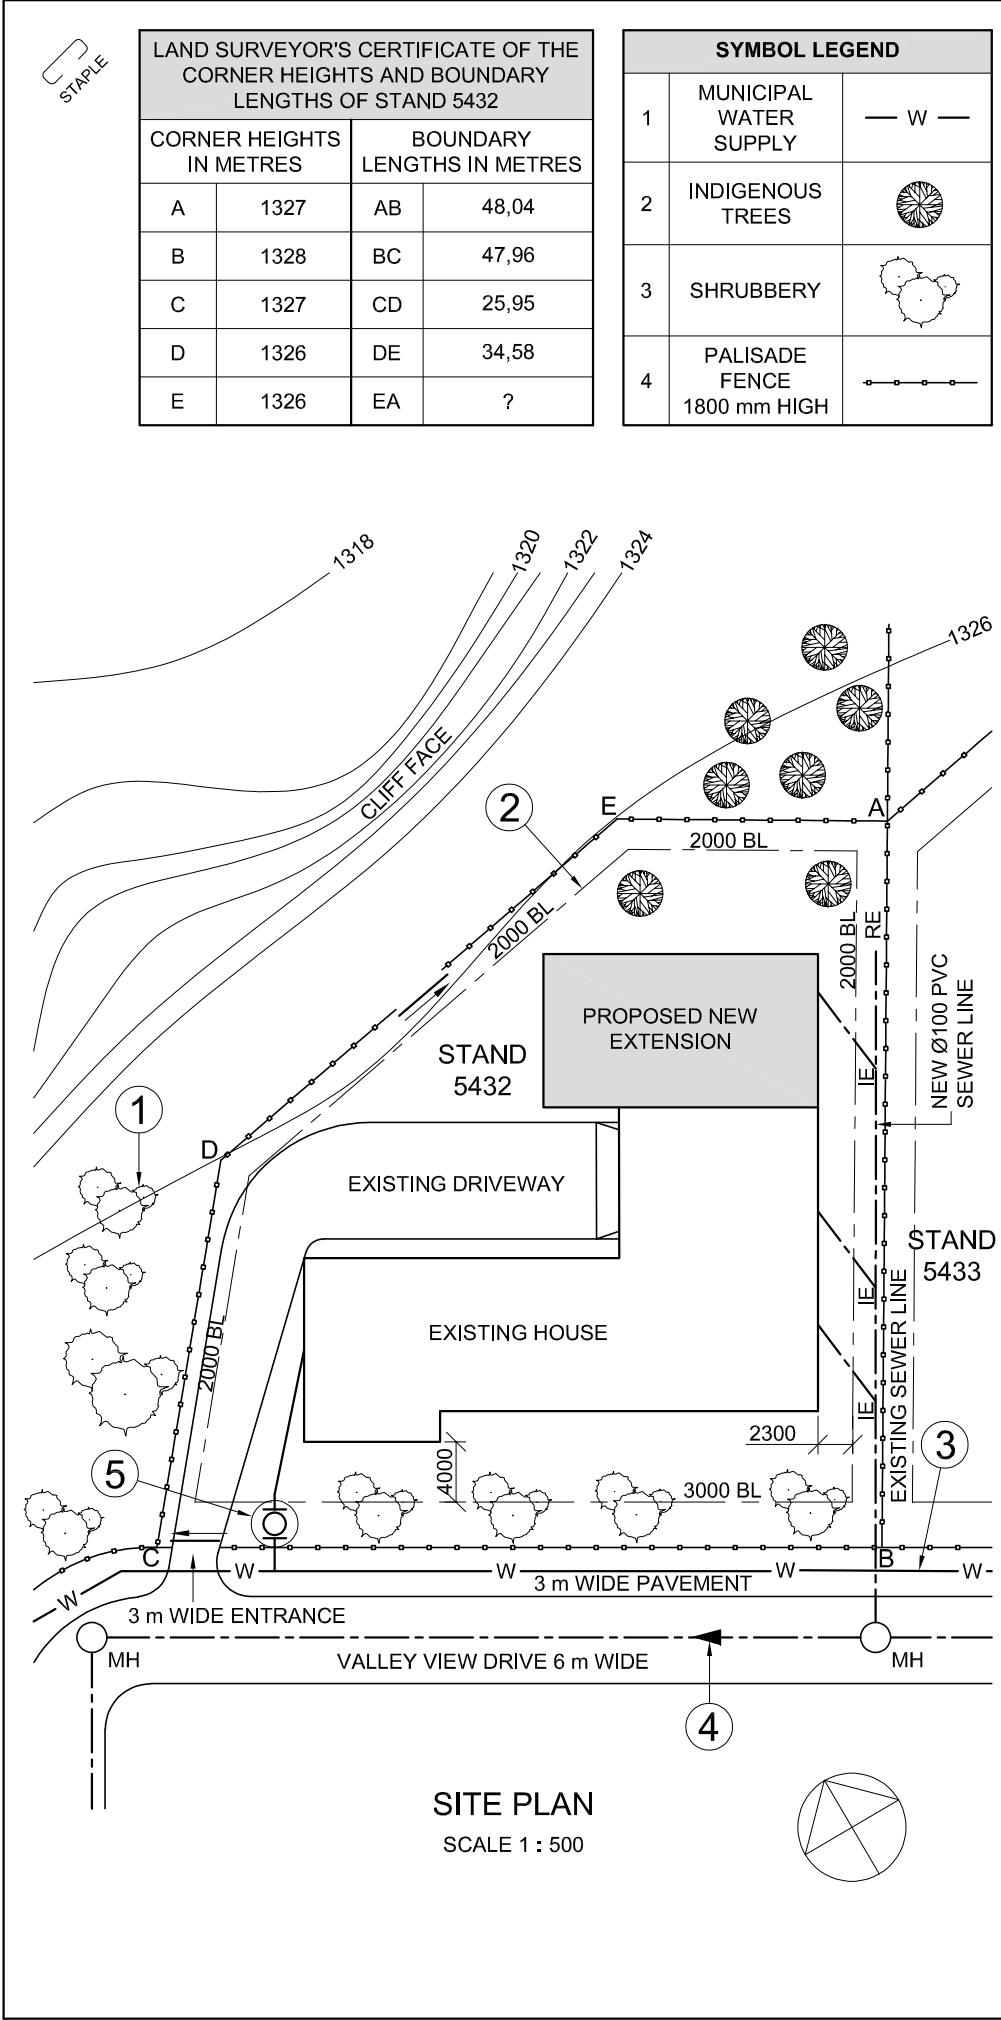 STAPLE
LAND SURVEYOR'S CERTIFICATE OF THE
CORNER HEIGHTS AND BOUNDARY
LENGTHS OF STAND 5432
CORNER HEIGHTS
IN METRES
BOUNDARY
LENGTHS IN METRES
A 1327 AB 48,04
B 1328 BC 47,96
C 1327 CD 25,95
D 1326 DE 34,58
E 1326 EA ?
SYMBOL LEGEND
1 MUNICIPAL
WATER
SUPPLY
W
2 INDIGENOUS
TREES
3 SHRUBBERY
4 PALISADE
FENCE
1800 mm HIGH
1318
1320
1322
1324
1326
CLIFF FACE
2
E
A
2000 BL
2000 BL
2000 BL
RE
PROPOSED NEW
EXTENSION
NEW Ø100 PVC
SEWER LINE
STAND
5432
IE
1
D
EXISTING DRIVEWAY
STAND
5433
IE
EXISTING HOUSE
2000 BL
EXISTING SEWER LINE
IE
2300
3
5
4000
3000 BL
C
B
W
W
W
W
W
3 m WIDE PAVEMENT
3 m WIDE ENTRANCE
MH
VALLEY VIEW DRIVE 6 m WIDE
MH
4
SITE PLAN
SCALE 1 : 500